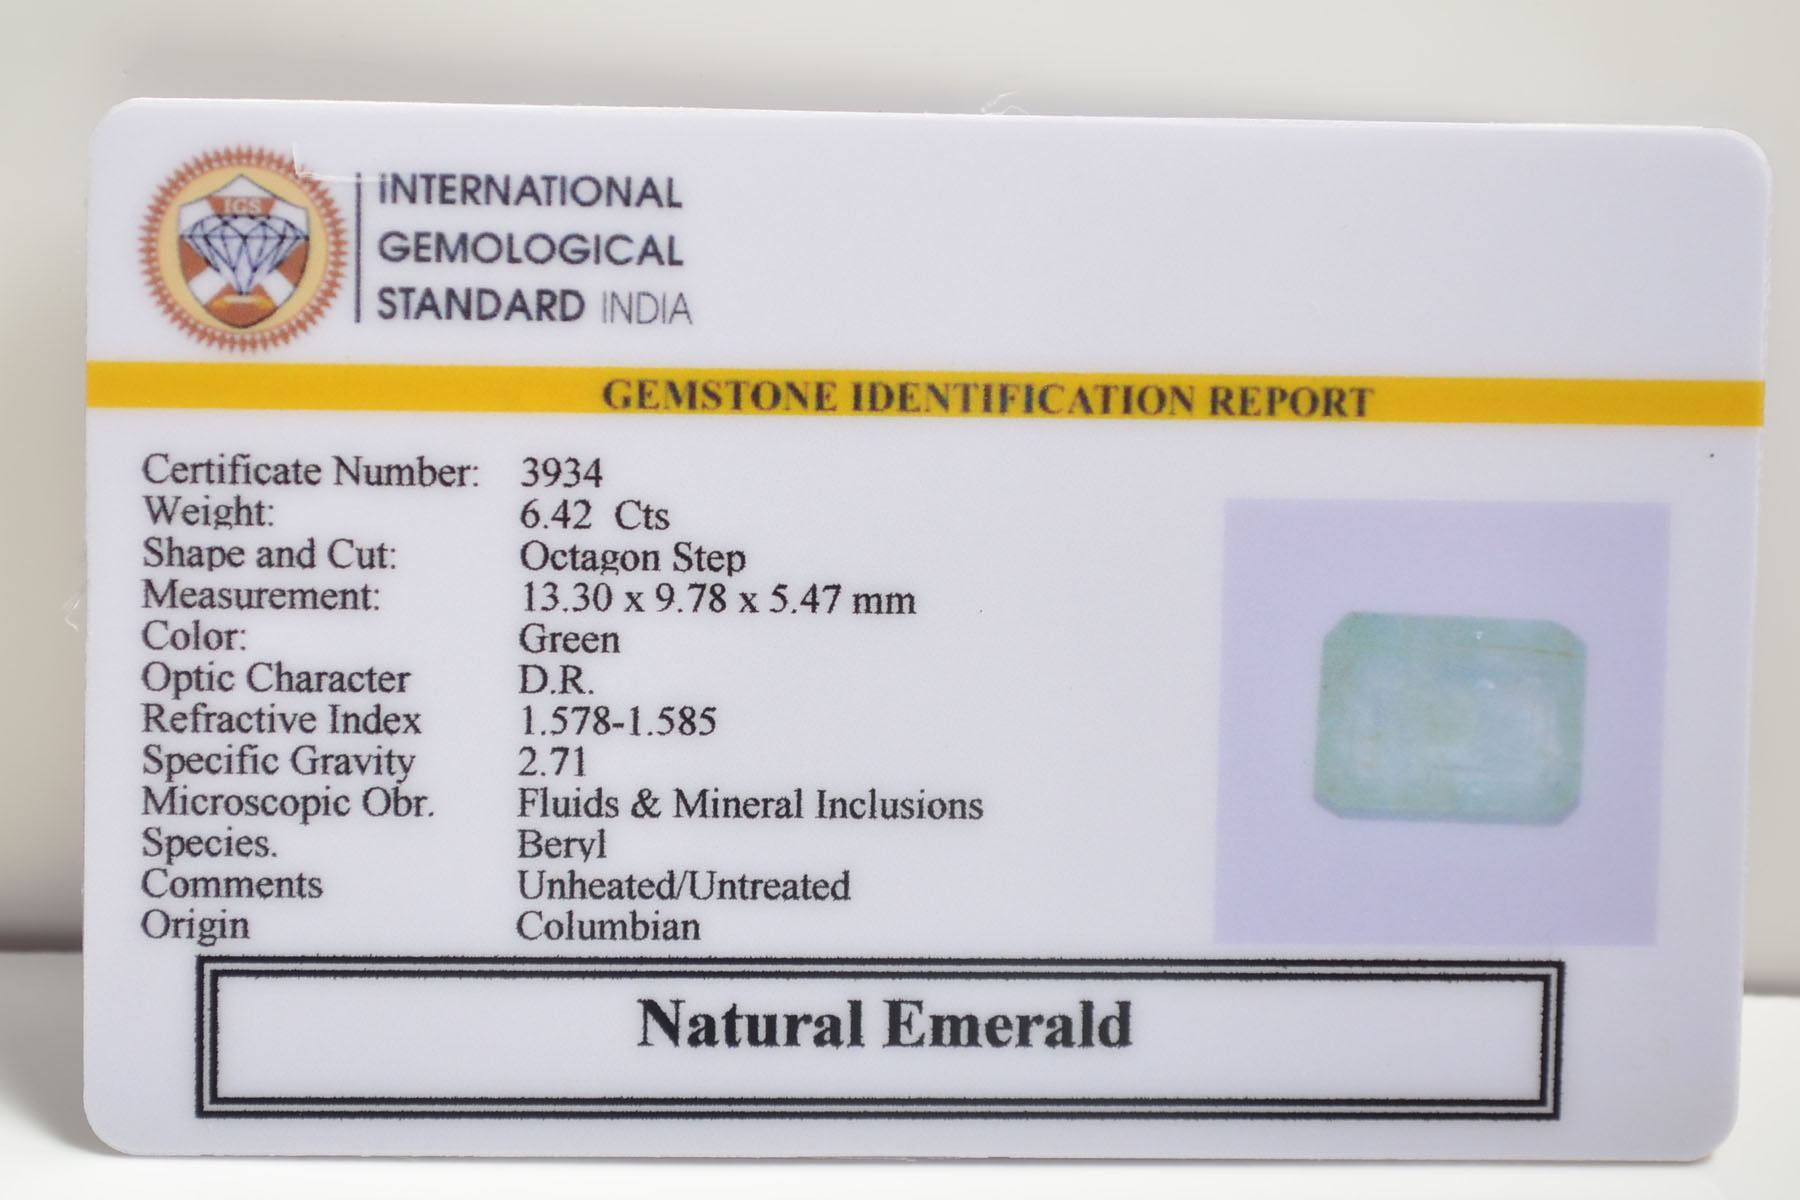 IGS
INTERNATIONAL
GEMOLOGICAL
STANDARD INDIA
GEMSTONE IDENTIFICATION REPORT
Certificate Number: 3934
Weight: 6.42 Cts
Shape and Cut: Octagon Step
Measurement: 13.30 x 9.78 x 5.47 mm
Color: Green
Optic Character D.R.
Refractive Index 1.578-1.585
Specific Gravity 2.71
Microscopic Obr. Fluids & Mineral Inclusions
Species. Beryl
Comments Unheated/Untreated
Origin Columbian
Natural Emerald